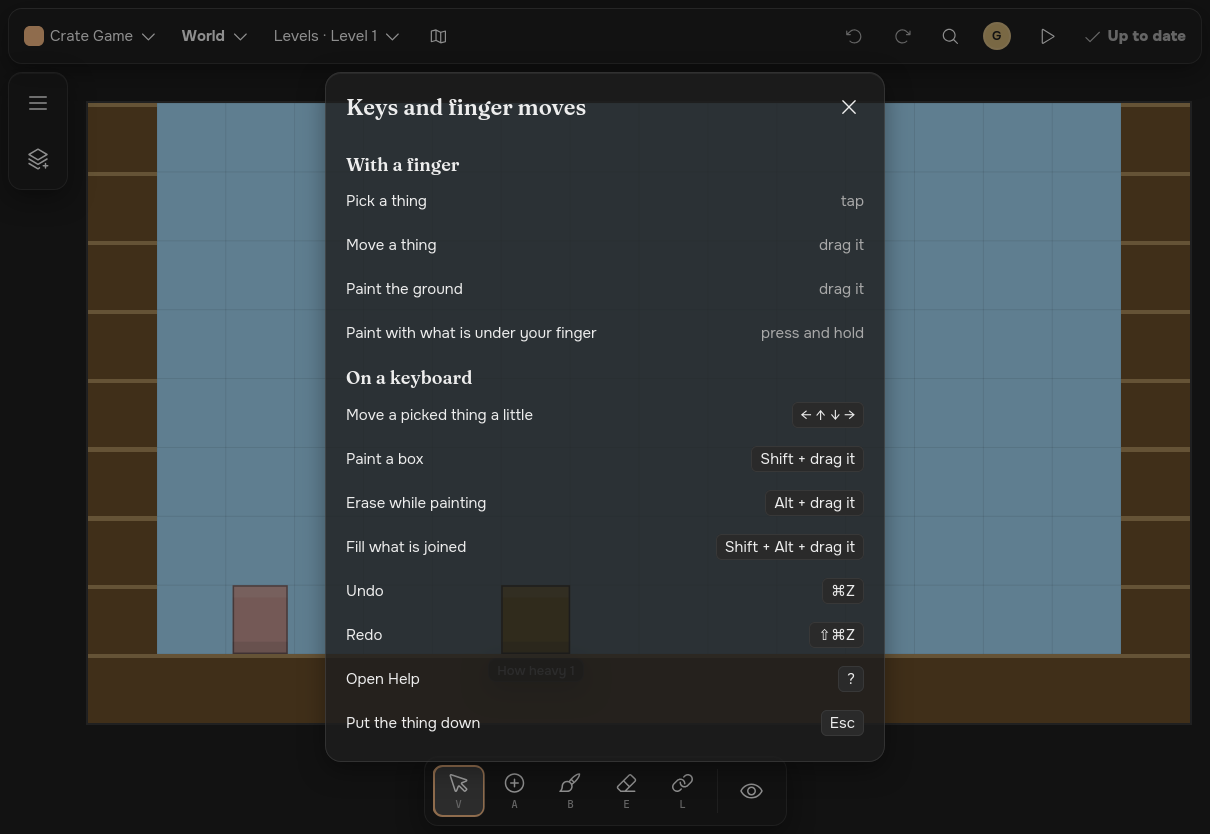 Crate Game
World
Levels · Level 1
G
Up to date
Keys and finger moves
With a finger
Pick a thing tap
Move a thing drag it
Paint the ground drag it
Paint with what is under your finger press and hold
On a keyboard
Move a picked thing a little ← ↑ ↓ →
Paint a box Shift + drag it
Erase while painting Alt + drag it
Fill what is joined Shift + Alt + drag it
Undo ⌘Z
Redo ⇧⌘Z
How heavy 1
Open Help ?
Put the thing down Esc
V A B E L